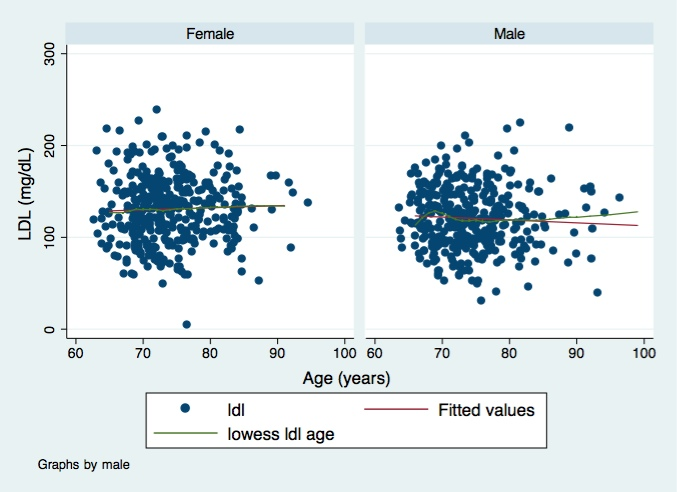 Female
Male
LDL (mg/dL)
300
200
100
0
60 70 80 90 100
60 70 80 90 100
Age (years)
ldl
Fitted values
lowess ldl age
Graphs by male